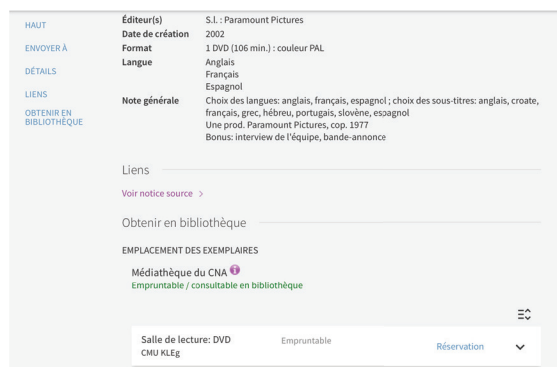 HAUT
ENVOYER À
DÉTAILS
LIENS
OBTENIR EN
BIBLIOTHÈQUE
Éditeur(s) S.l. : Paramount Pictures
Date de création 2002
Format 1 DVD (106 min.) : couleur PAL
Langue Anglais
Français
Espagnol
Note générale Choix des langues: anglais, français, espagnol ; choix des sous-titres: anglais, croate,
français, grec, hébreu, portugais, slovène, espagnol
Une prod. Paramount Pictures, cop. 1977
Bonus: interview de l'équipe, bande-annonce
Liens
Voir notice source >
Obtenir en bibliothèque
EMPLACEMENT DES EXEMPLAIRES
Médiathèque du CNA
Empruntable / consultable en bibliothèque
Salle de lecture: DVD Empruntable Réservation
CMU KLEg